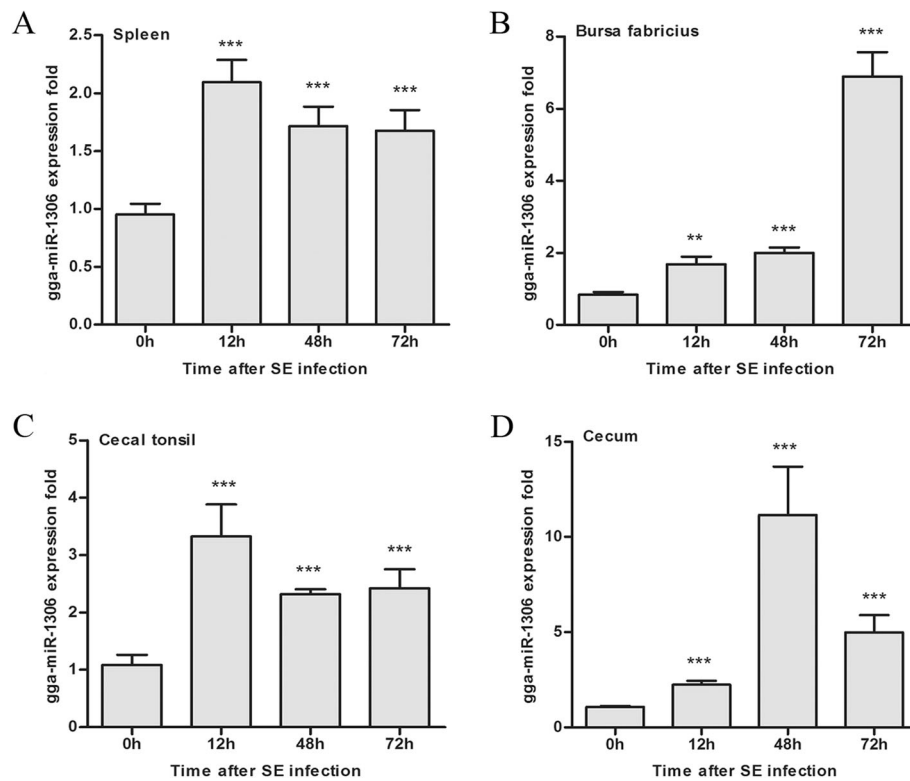 A
Spleen
gga-miR-1306 expression fold
2.5
2.0
1.5
1.0
0.5
0.0
***
***
***
0h 12h 48h 72h
Time after SE infection
B
Bursa fabricius
gga-miR-1306 expression fold
8
6
4
2
0
**
***
***
0h 12h 48h 72h
Time after SE infection
C
Cecal tonsil
gga-miR-1306 expression fold
5
4
3
2
1
0
***
***
***
0h 12h 48h 72h
Time after SE infection
D
Cecum
gga-miR-1306 expression fold
15
10
5
0
***
***
***
0h 12h 48h 72h
Time after SE infection